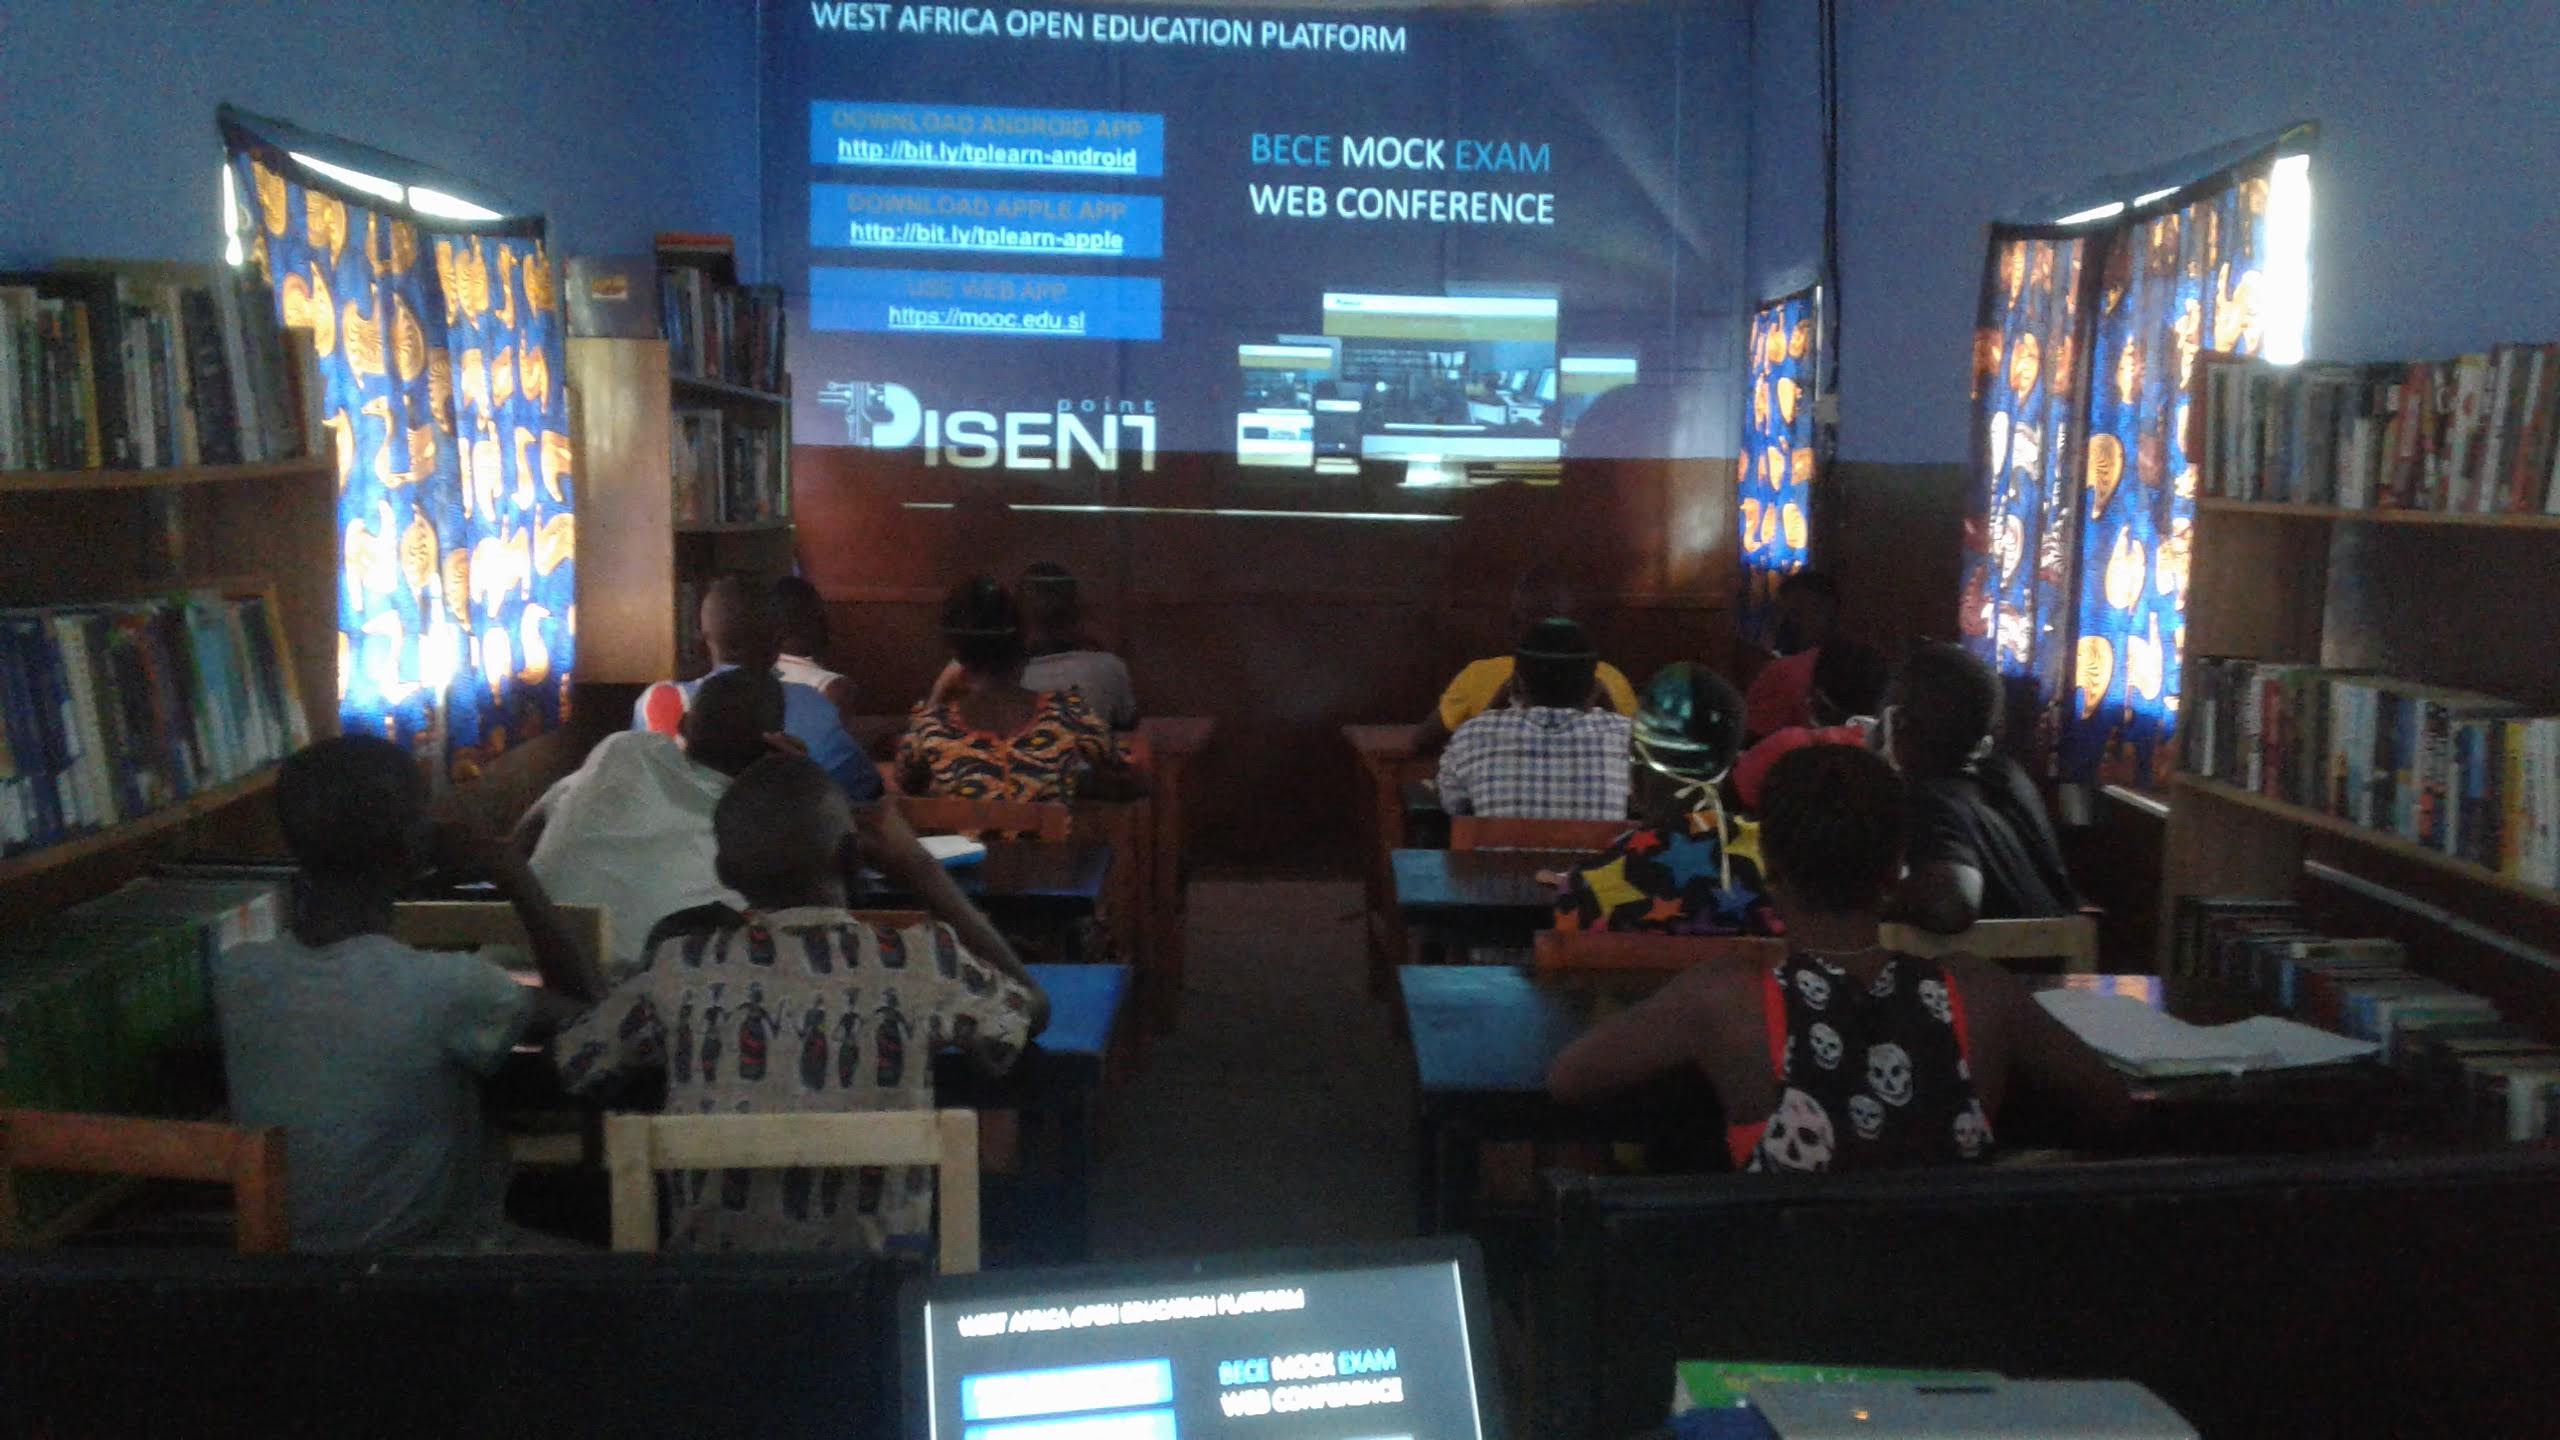 WEST AFRICA OPEN EDUCATION PLATFORM
DOWNLOAD ANDROID APP
http://bit.ly/tplearn-android
DOWNLOAD APPLE APP
http://bit.ly/tplearn-apple
USE WEB APP
https://mooc.edu.sl
BECE MOCK EXAM
WEB CONFERENCE
point
DISENT
WEST AFRICA OPEN EDUCATION PLATFORM
BECE MOCK EXAM
WEB CONFERENCE